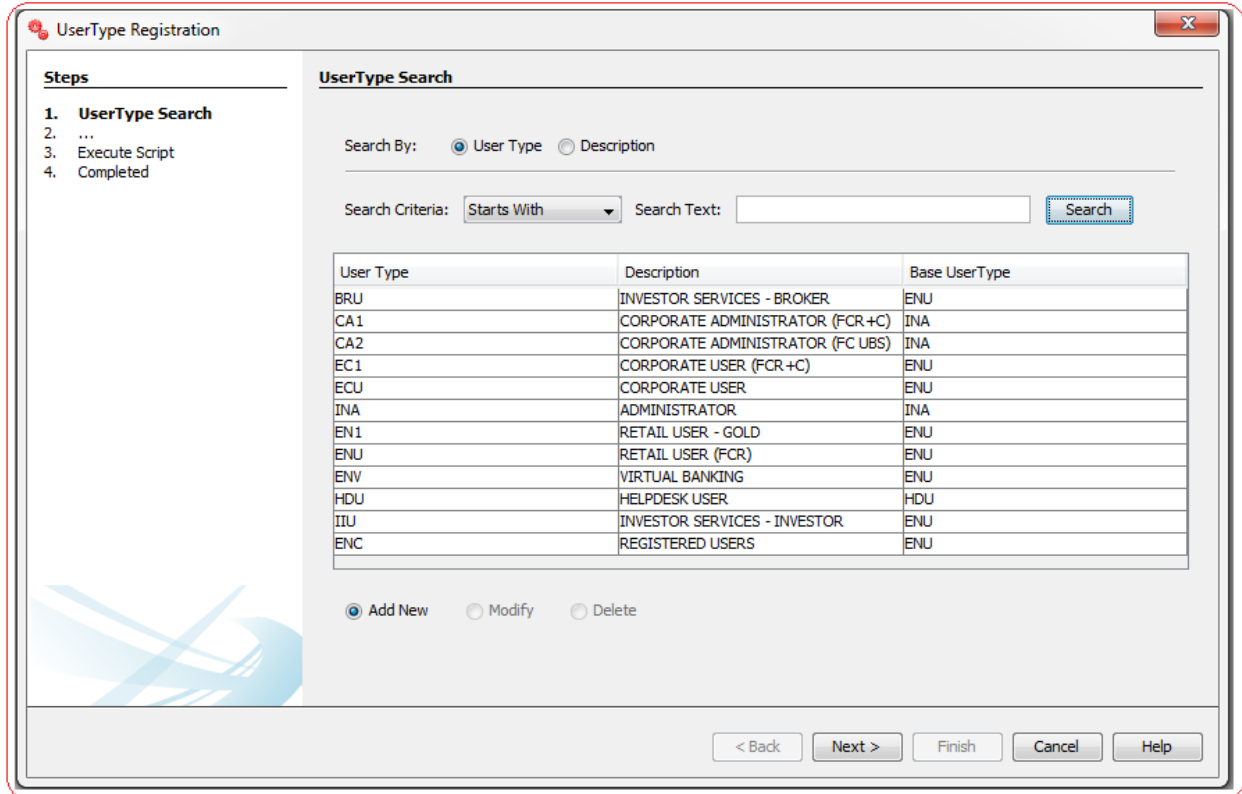 UserType Registration
Steps
1. UserType Search
2. ...
3. Execute Script
4. Completed
UserType Search
Search By: User Type Description
Search Criteria: Starts With Search Text: Search
User Type Description Base UserType
BRU INVESTOR SERVICES - BROKER ENU
CA1 CORPORATE ADMINISTRATOR (FCR+C) INA
CA2 CORPORATE ADMINISTRATOR (FC UBS) INA
EC1 CORPORATE USER (FCR+C) ENU
ECU CORPORATE USER ENU
INA ADMINISTRATOR INA
EN1 RETAIL USER - GOLD ENU
ENU RETAIL USER (FCR) ENU
ENV VIRTUAL BANKING ENU
HDU HELPDESK USER HDU
IIU INVESTOR SERVICES - INVESTOR ENU
ENC REGISTERED USERS ENU
Add New Modify Delete
< Back Next > Finish Cancel Help